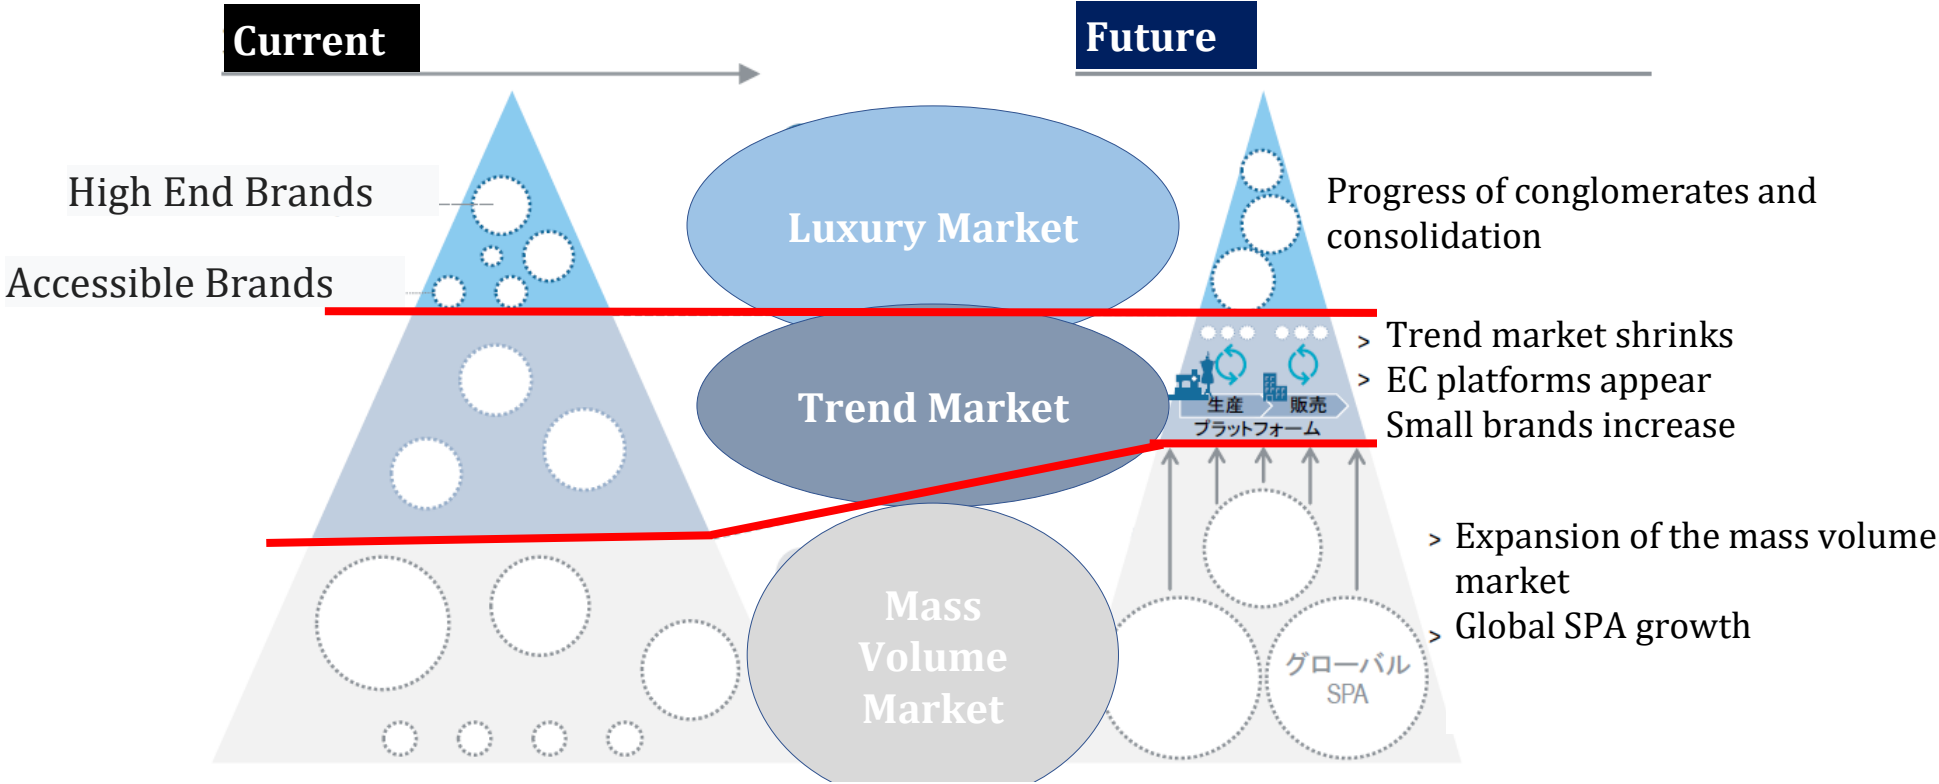 Current
Future
High End Brands
Accessible Brands
Luxury Market
Trend Market
Mass
Volume
Market
Progress of conglomerates and
consolidation
> Trend market shrinks
> EC platforms appear
Small brands increase
生産
販売
プラットフォーム
> Expansion of the mass volume
market
> Global SPA growth
グローバル
SPA